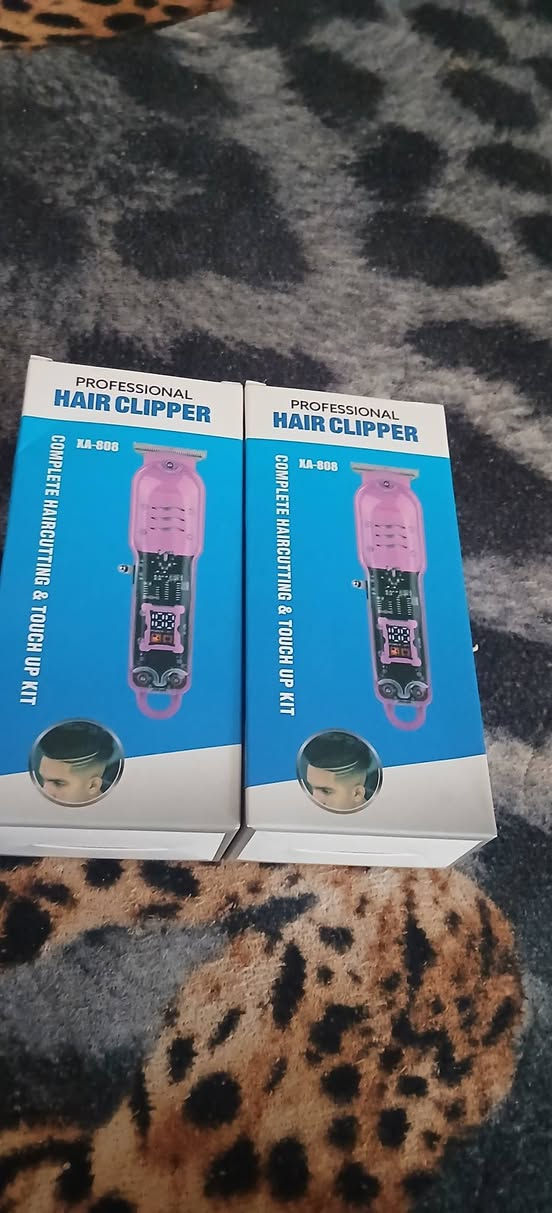 PROFESSIONAL
HAIR CLIPPER
XA-808
COMPLETE HAIRCUTTING & TOUCH UP KIT
PROFESSIONAL
HAIR CLIPPER
XA-808
COMPLETE HAIRCUTTING & TOUCH UP KIT